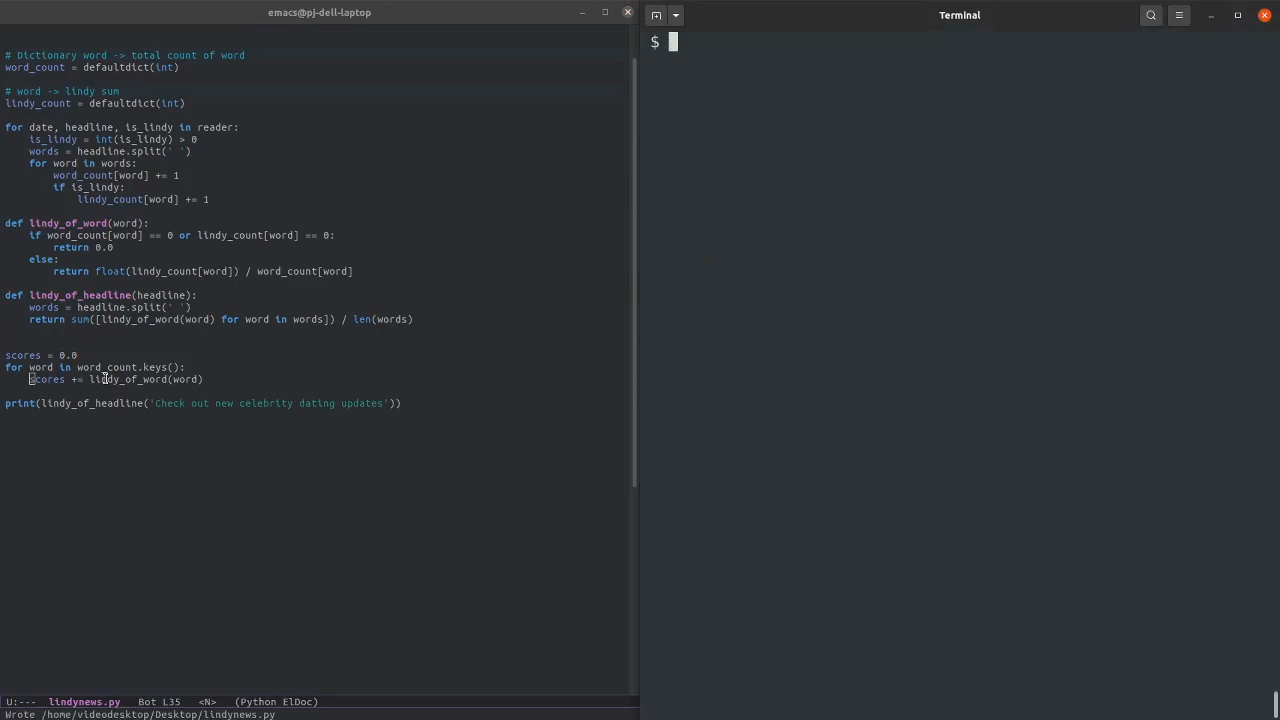 emacs@pj-dell-laptop
# Dictionary word -> total count of word
word_count = defaultdict(int)
# word -> lindy sum
lindy_count = defaultdict(int)
for date, headline, is_lindy in reader:
    is_lindy = int(is_lindy) > 0
    words = headline.split(' ')
    for word in words:
        word_count[word] += 1
        if is_lindy:
            lindy_count[word] += 1
def lindy_of_word(word):
    if word_count[word] == 0 or lindy_count[word] == 0:
        return 0.0
    else:
        return float(lindy_count[word]) / word_count[word]
def lindy_of_headline(headline):
    words = headline.split(' ')
    return sum([lindy_of_word(word) for word in words]) / len(words)
scores = 0.0
for word in word_count.keys():
    scores += lindy_of_word(word)
print(lindy_of_headline('Check out new celebrity dating updates'))
U:--- lindynews.py Bot L35 <N> (Python ElDoc)
Wrote /home/videodesktop/Desktop/lindynews.py
Terminal
$